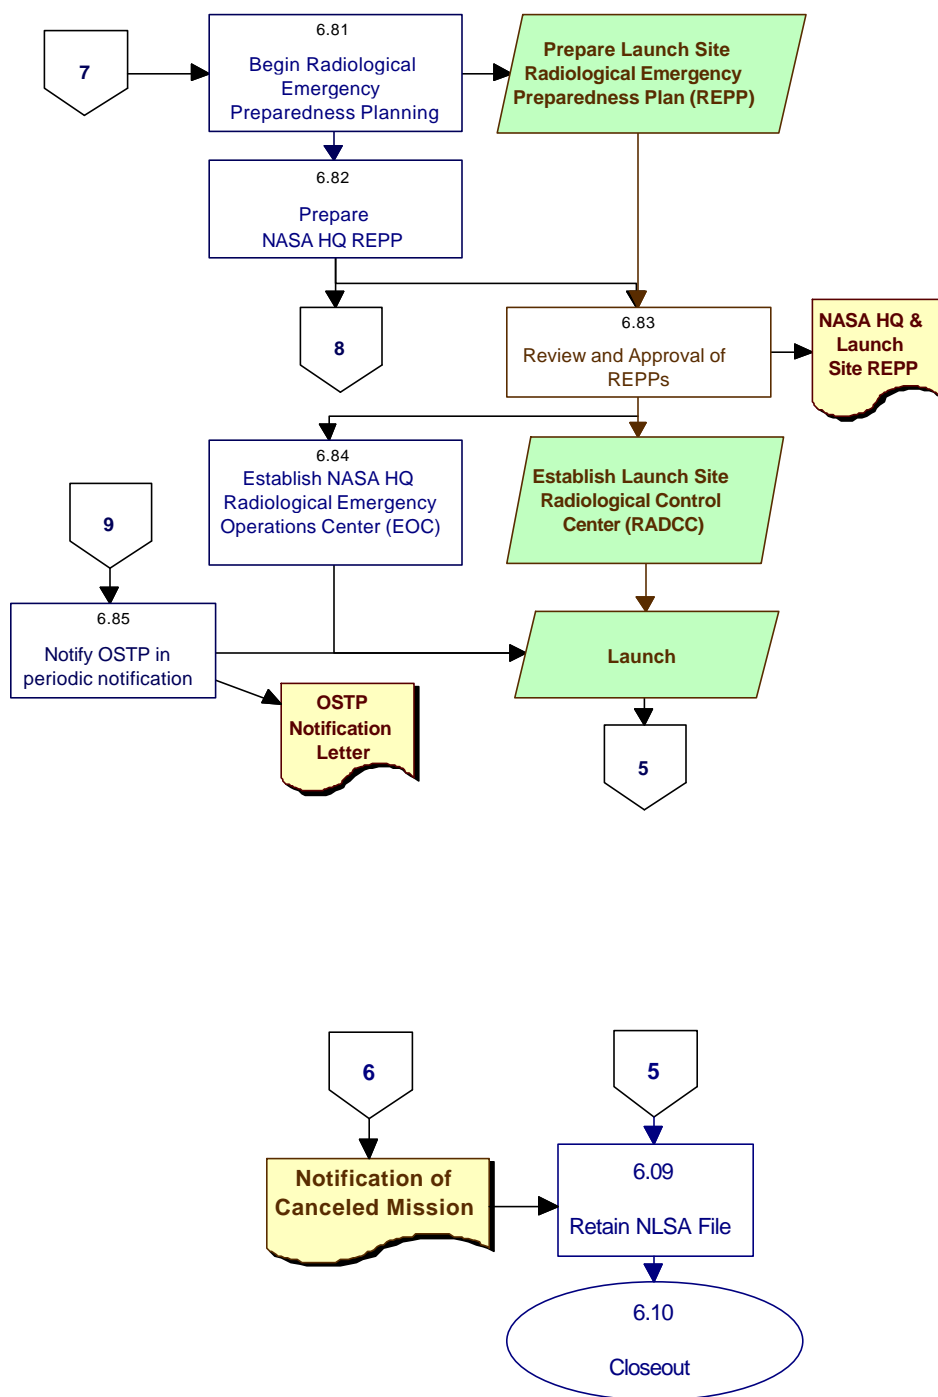 7
6.81
Begin Radiological
Emergency
Preparedness Planning
Prepare Launch Site
Radiological Emergency
Preparedness Plan (REPP)
6.82
Prepare
NASA HQ REPP
8
6.83
Review and Approval of
REPPs
NASA HQ &
Launch
Site REPP
6.84
Establish NASA HQ
Radiological Emergency
Operations Center (EOC)
Establish Launch Site
Radiological Control
Center (RADCC)
9
6.85
Notify OSTP in
periodic notification
Launch
OSTP
Notification
Letter
5
6
5
Notification of
Canceled Mission
6.09
Retain NLSA File
6.10
Closeout